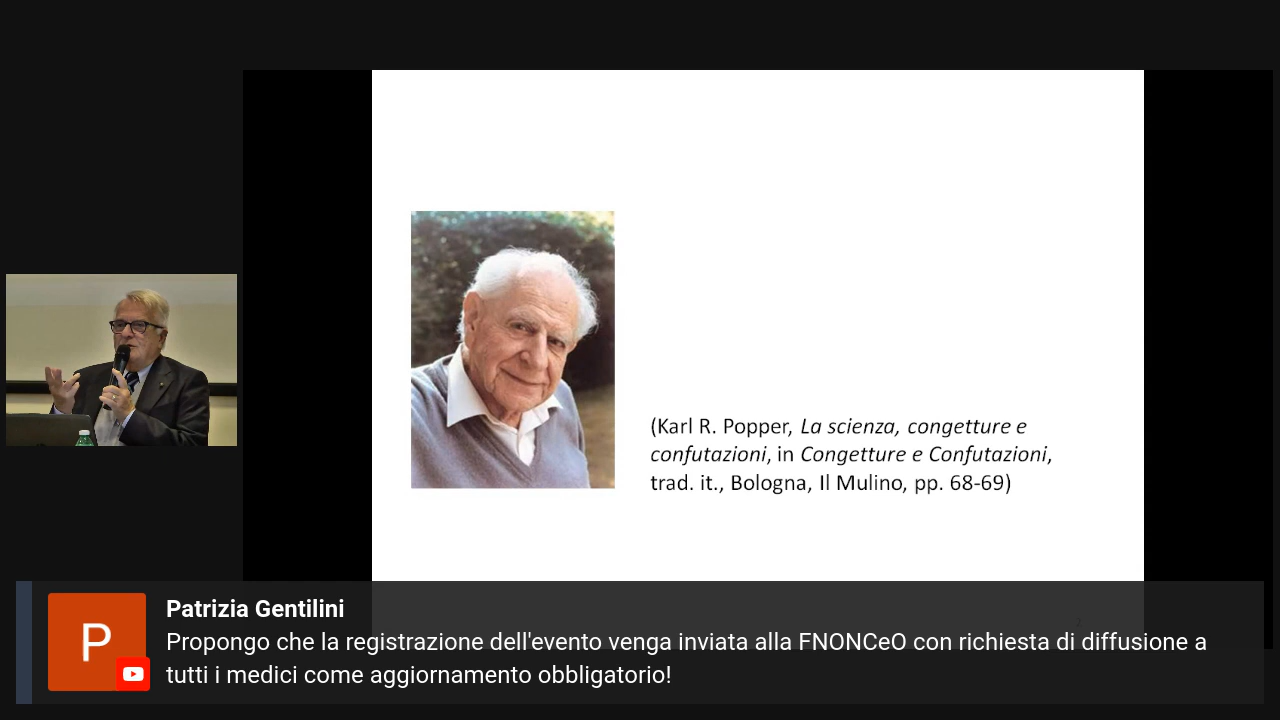 (Karl R. Popper, La scienza, congetture e
confutazioni, in Congetture e Confutazioni,
trad. it., Bologna, Il Mulino, pp. 68-69)
P
Patrizia Gentilini
Propongo che la registrazione dell'evento venga inviata alla FNONCeO con richiesta di diffusione a
tutti i medici come aggiornamento obbligatorio!